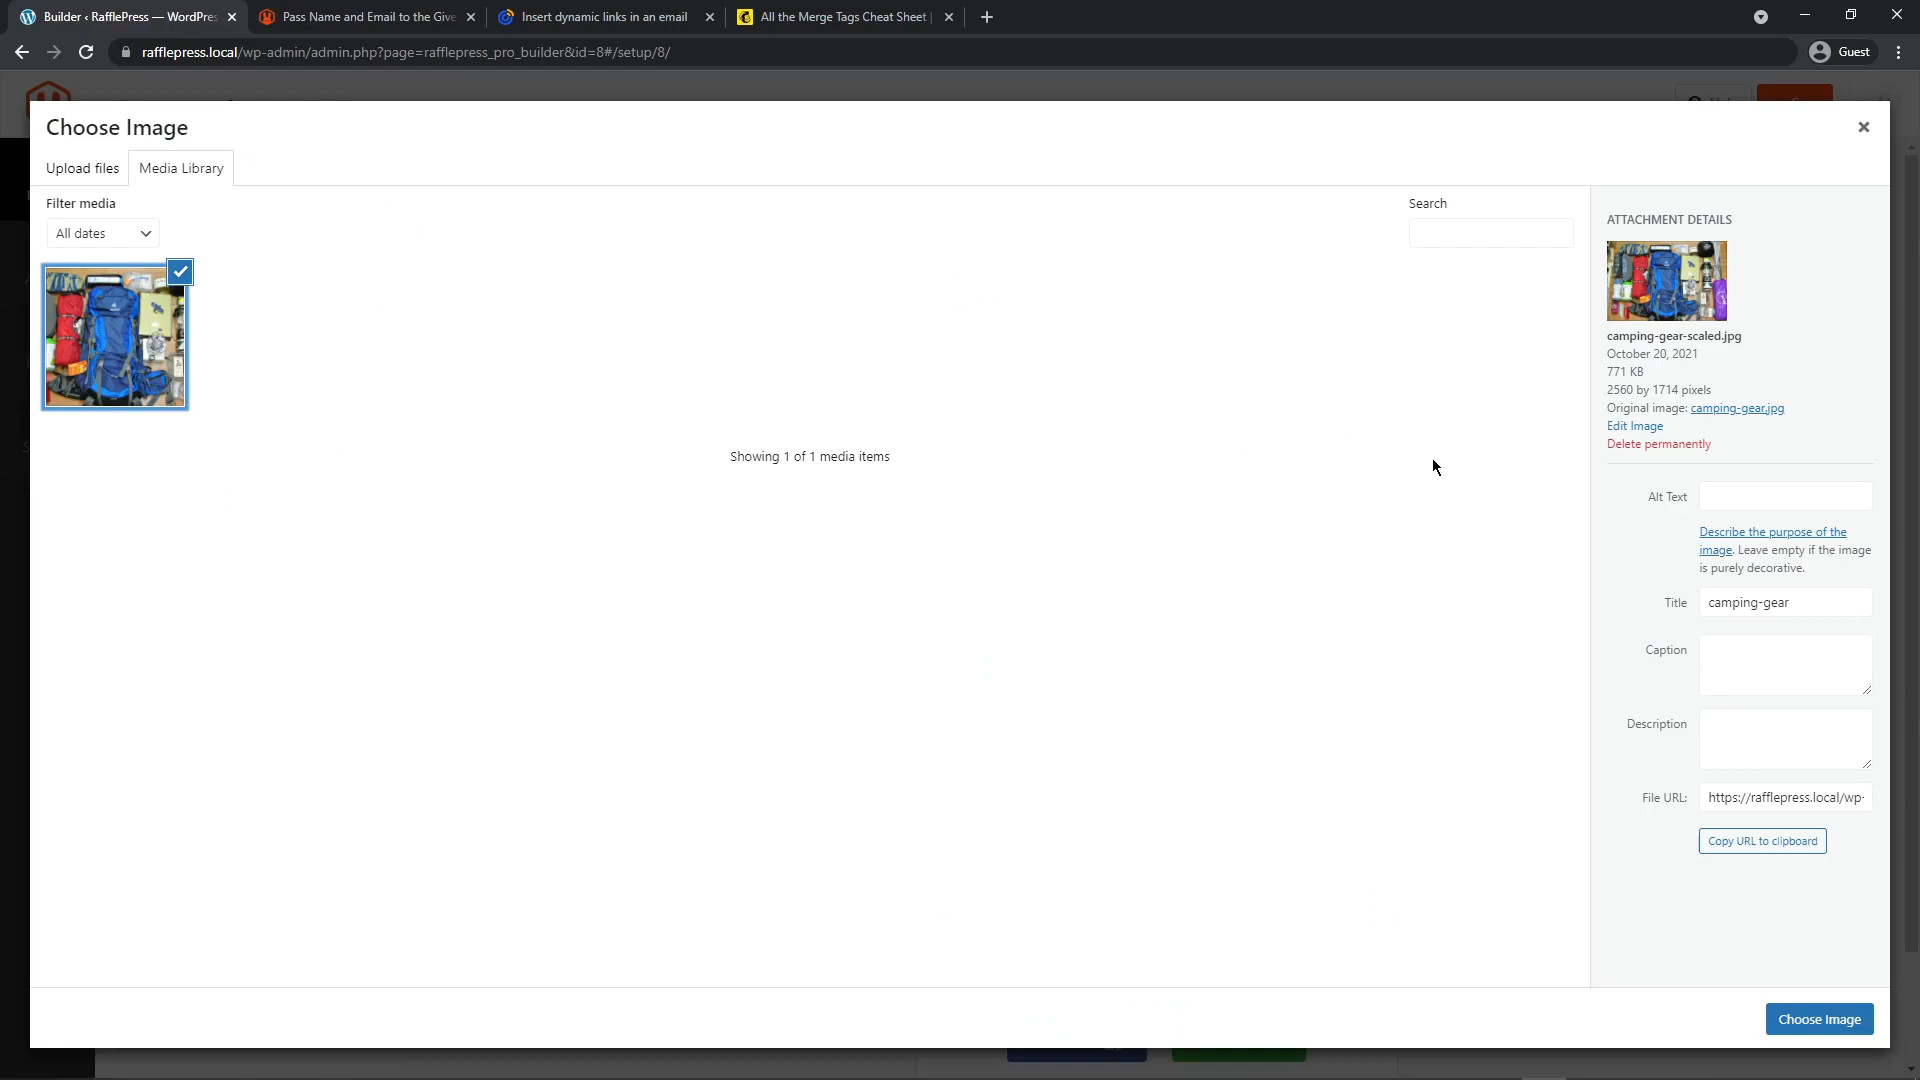 Builder ‹ RafflePress — WordPres
Pass Name and Email to the Give
Insert dynamic links in an email
All the Merge Tags Cheat Sheet |
rafflepress.local/wp-admin/admin.php?page=rafflepress_pro_builder&id=8#/setup/8/
Guest
Choose Image
Upload files
Media Library
Filter media
All dates
Search
Showing 1 of 1 media items
ATTACHMENT DETAILS
camping-gear-scaled.jpg
October 20, 2021
771 KB
2560 by 1714 pixels
Original image: camping-gear.jpg
Edit Image
Delete permanently
Alt Text
Describe the purpose of the
image. Leave empty if the image
is purely decorative.
Title
camping-gear
Caption
Description
File URL:
https://rafflepress.local/wp-
Copy URL to clipboard
Choose Image